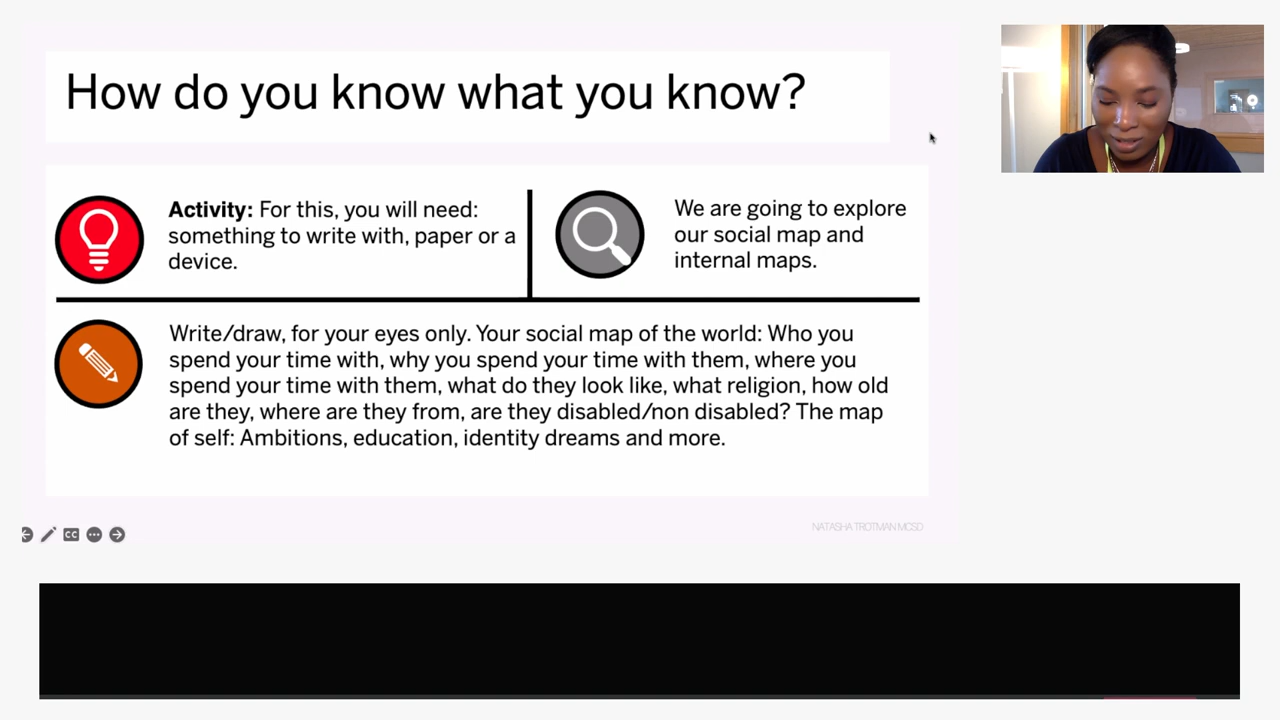 How do you know what you know?
Activity: For this, you will need:
something to write with, paper or a
device.
We are going to explore
our social map and
internal maps.
Write/draw, for your eyes only. Your social map of the world: Who you
spend your time with, why you spend your time with them, where you
spend your time with them, what do they look like, what religion, how old
are they, where are they from, are they disabled/non disabled? The map
of self: Ambitions, education, identity dreams and more.
CC
NATASHA TROTMAN MCSD